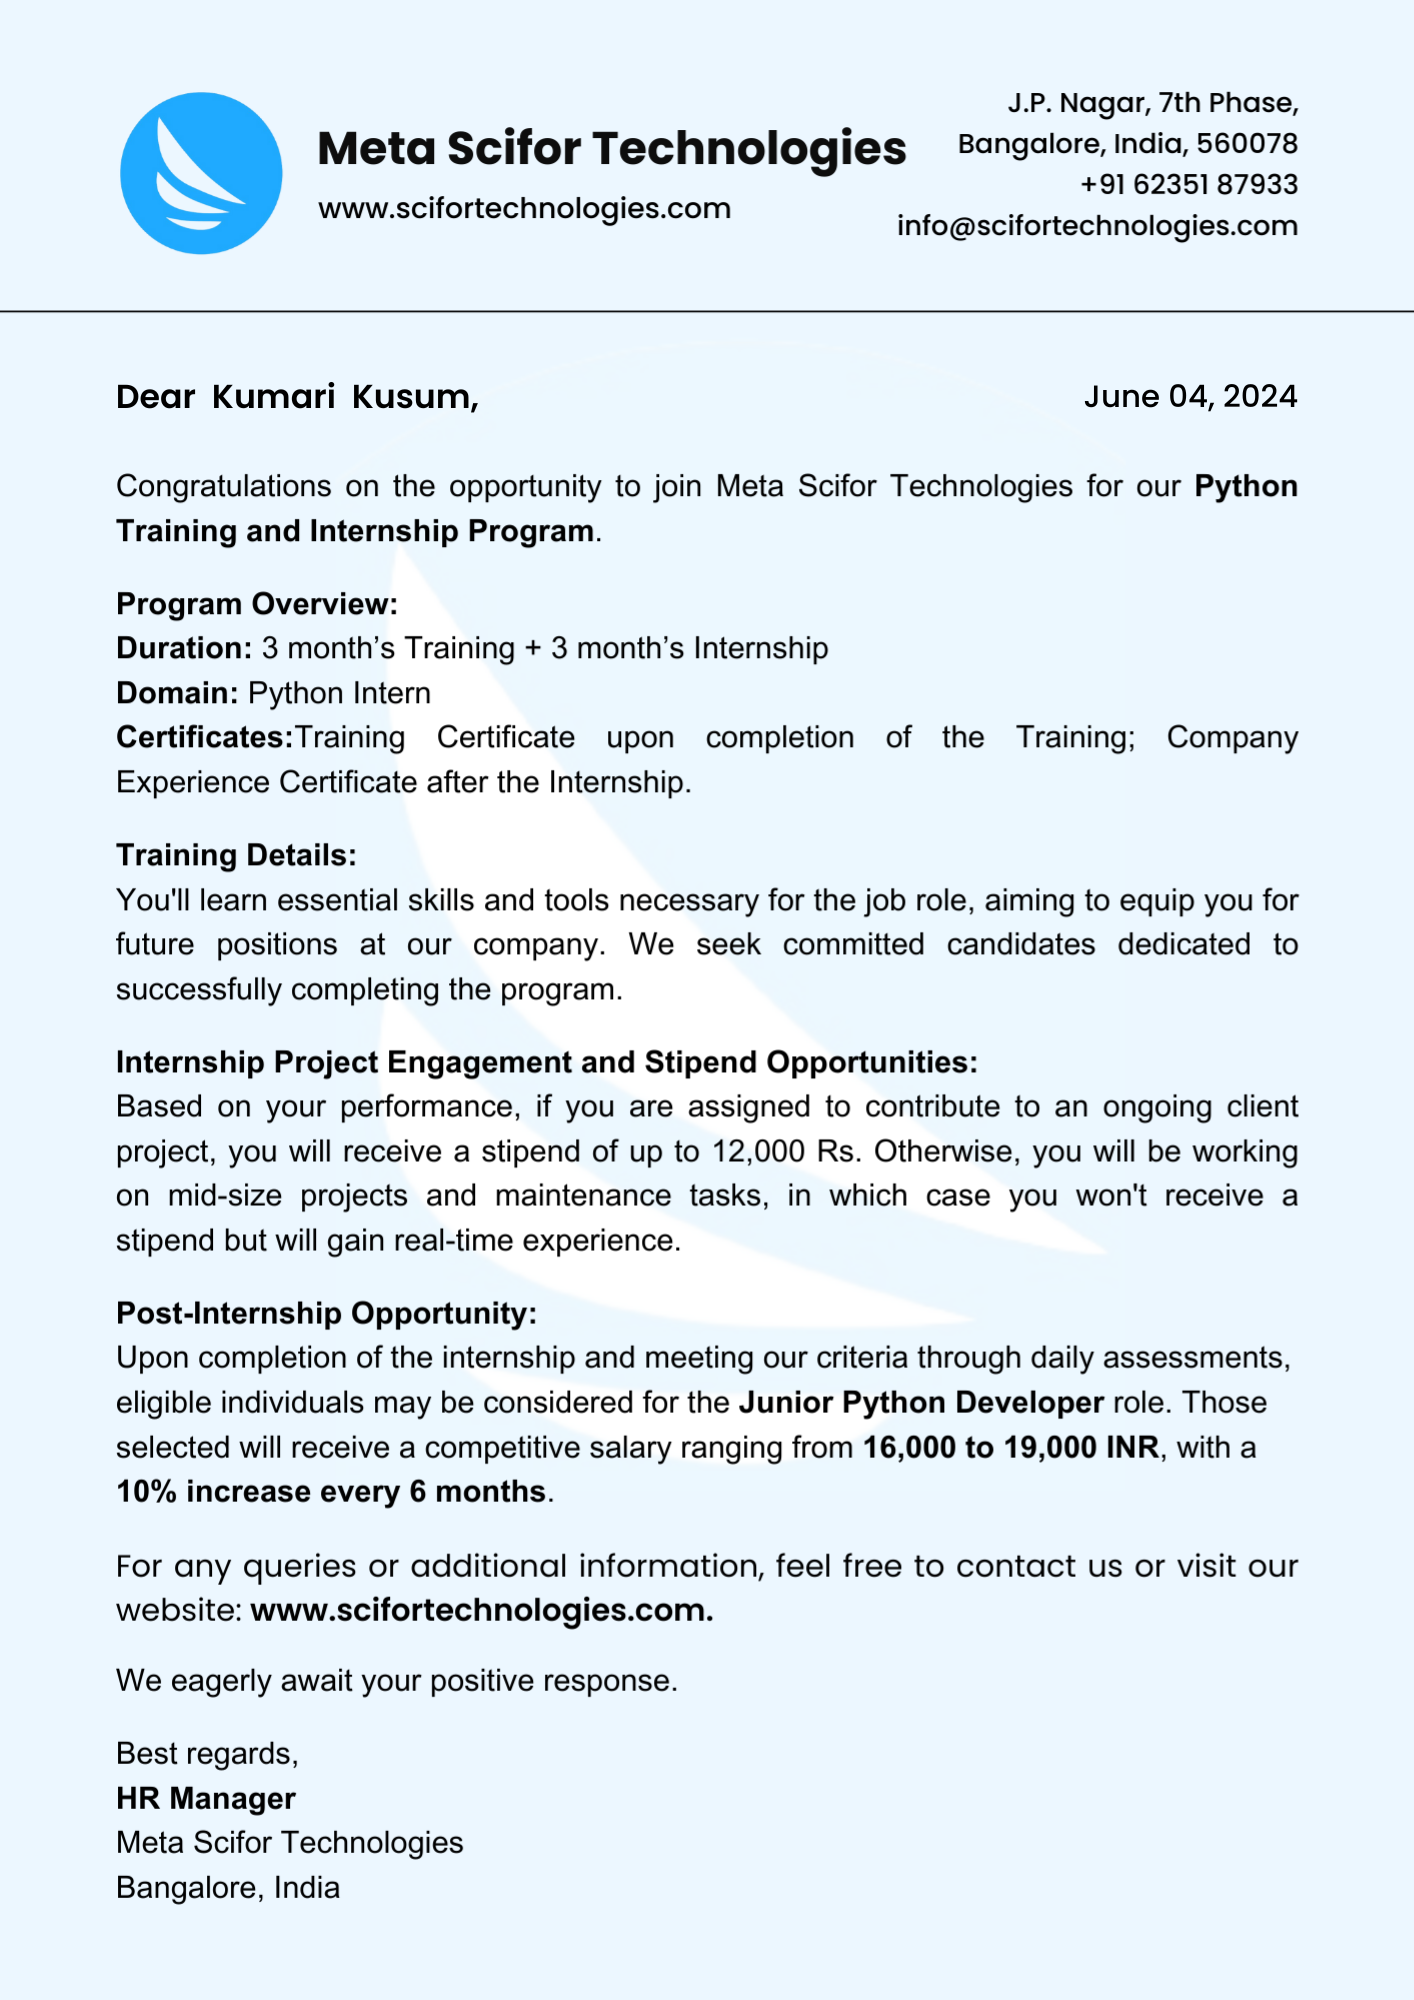 Meta Scifor Technologies
www.scifortechnologies.com
J.P. Nagar, 7th Phase,
Bangalore, India, 560078
+91 62351 87933
info@scifortechnologies.com
Dear Kumari Kusum,
June 04, 2024
Congratulations on the opportunity to join Meta Scifor Technologies for our Python
Training and Internship Program.
Program Overview:
Duration: 3 month’s Training + 3 month’s Internship
Domain: Python Intern
Certificates:Training Certificate upon completion of the Training; Company
Experience Certificate after the Internship.
Training Details:
You'll learn essential skills and tools necessary for the job role, aiming to equip you for
future positions at our company. We seek committed candidates dedicated to
successfully completing the program.
Internship Project Engagement and Stipend Opportunities:
Based on your performance, if you are assigned to contribute to an ongoing client
project, you will receive a stipend of up to 12,000 Rs. Otherwise, you will be working
on mid-size projects and maintenance tasks, in which case you won't receive a
stipend but will gain real-time experience.
Post-Internship Opportunity:
Upon completion of the internship and meeting our criteria through daily assessments,
eligible individuals may be considered for the Junior Python Developer role. Those
selected will receive a competitive salary ranging from 16,000 to 19,000 INR, with a
10% increase every 6 months.
For any queries or additional information, feel free to contact us or visit our
website: www.scifortechnologies.com.
We eagerly await your positive response.
Best regards,
HR Manager
Meta Scifor Technologies
Bangalore, India